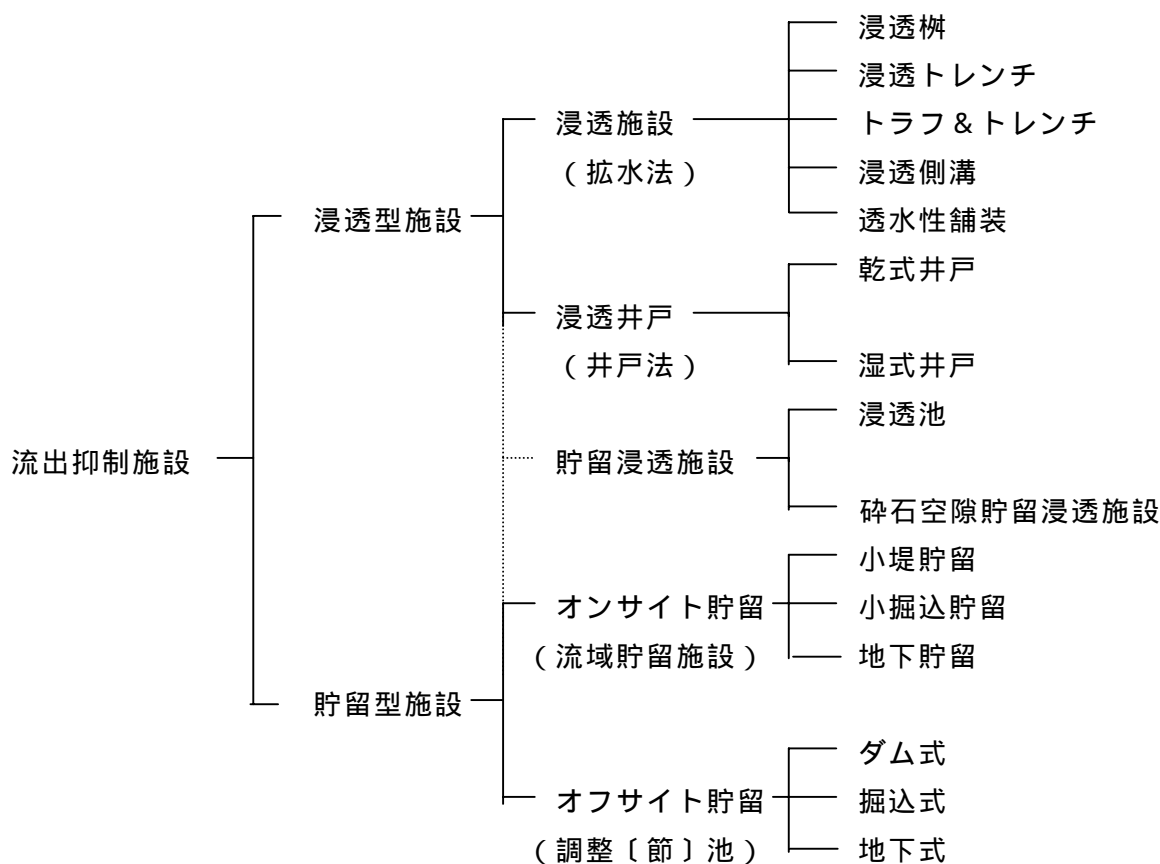 浸透桝
浸透トレンチ
浸透施設
トラフ＆トレンチ
（拡水法）
浸透側溝
浸透型施設
透水性舗装
乾式井戸
浸透井戸
（井戸法）
湿式井戸
浸透池
流出抑制施設
貯留浸透施設
砕石空隙貯留浸透施設
小堤貯留
オンサイト貯留
小掘込貯留
（流域貯留施設）
地下貯留
貯留型施設
ダム式
オフサイト貯留
掘込式
（調整〔節〕池）
地下式